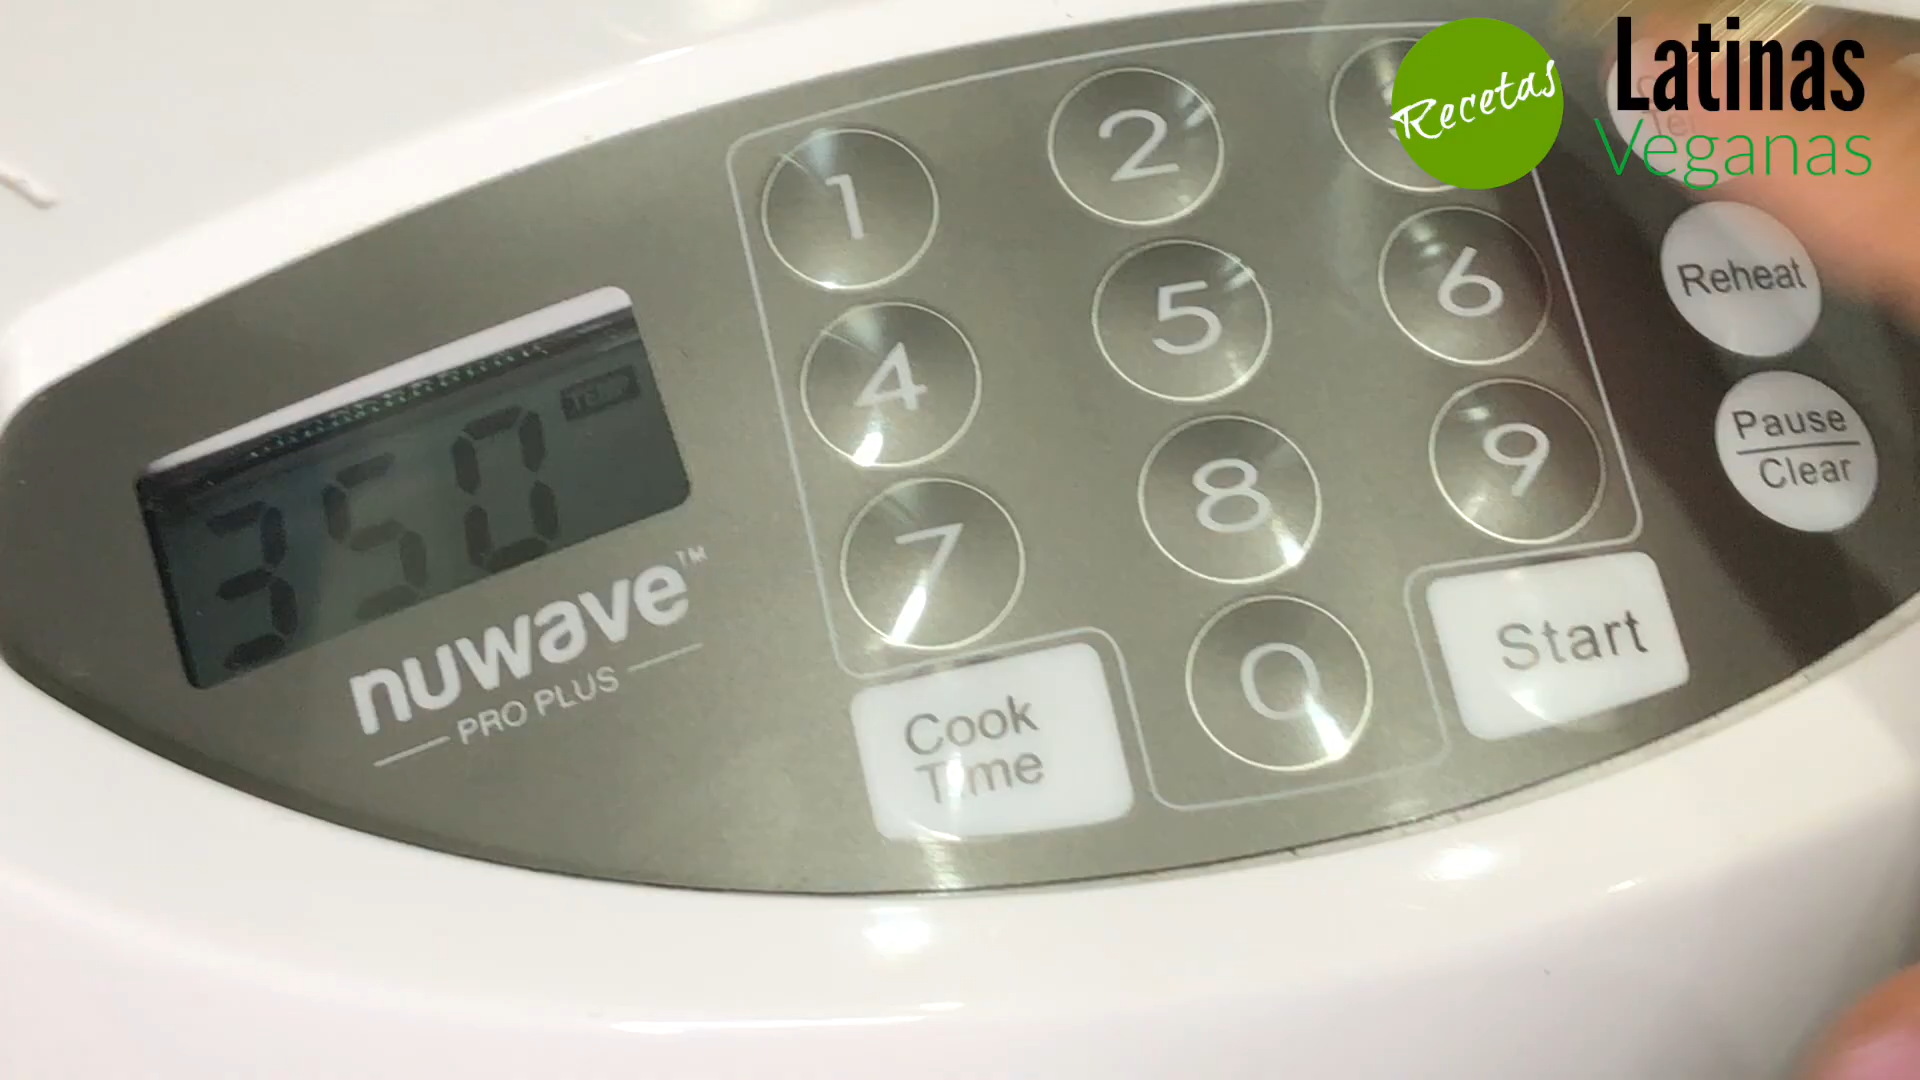 Recetas
Latinas
Veganas
1
2
4
5
6
7
8
9
0
Reheat
Pause
Clear
Cook
Time
Start
350
TEMP
nuwave™
PRO PLUS